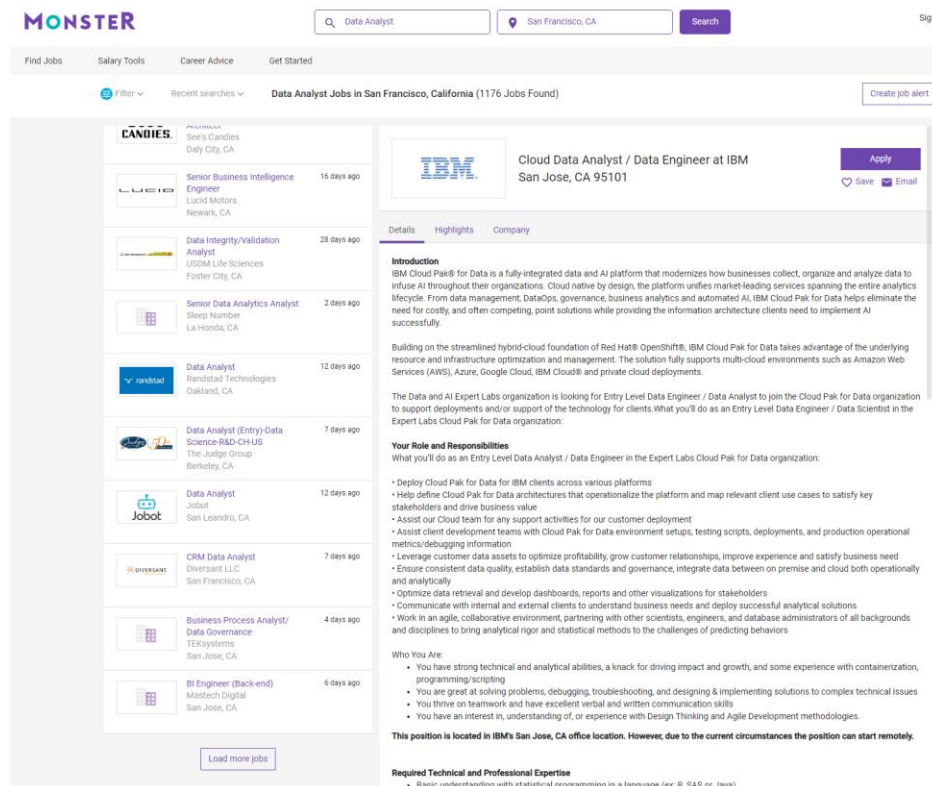 MONSTER
Data Analyst
San Francisco, CA
Search
Sig
Find Jobs
Salary Tools
Career Advice
Get Started
Filter
Recent searches
Data Analyst Jobs in San Francisco, California (1176 Jobs Found)
Create job alert
CANDIES.
Architect
See's Candies
Daly City, CA
LUCID
Senior Business Intelligence
Engineer
Lucid Motors
Newark, CA
16 days ago
Data Integrity/Validation
Analyst
USDM Life Sciences
Foster City, CA
28 days ago
Senior Data Analytics Analyst
Sleep Number
La Honda, CA
2 days ago
randstad
Data Analyst
Randstad Technologies
Oakland, CA
12 days ago
Judge
Data Analyst (Entry)-Data
Science-R&D-CH-US
The Judge Group
Berkeley, CA
7 days ago
Jobot
Data Analyst
Jobot
San Leandro, CA
12 days ago
DIVERSANT
CRM Data Analyst
Diversant LLC
San Francisco, CA
7 days ago
Business Process Analyst/
Data Governance
TEKsystems
San Jose, CA
4 days ago
BI Engineer (Back-end)
Mastech Digital
San Jose, CA
6 days ago
Load more jobs
IBM
Cloud Data Analyst / Data Engineer at IBM
San Jose, CA 95101
Apply
Save
Email
Details
Highlights
Company
Introduction
IBM Cloud Pak® for Data is a fully-integrated data and AI platform that modernizes how businesses collect, organize and analyze data to
infuse AI throughout their organizations. Cloud native by design, the platform unifies market-leading services spanning the entire analytics
lifecycle. From data management, DataOps, governance, business analytics and automated AI, IBM Cloud Pak for Data helps eliminate the
need for costly, and often competing, point solutions while providing the information architecture clients need to implement AI
successfully.
Building on the streamlined hybrid-cloud foundation of Red Hat® OpenShift®, IBM Cloud Pak for Data takes advantage of the underlying
resource and infrastructure optimization and management. The solution fully supports multi-cloud environments such as Amazon Web
Services (AWS), Azure, Google Cloud, IBM Cloud® and private cloud deployments.
The Data and AI Expert Labs organization is looking for Entry Level Data Engineer / Data Analyst to join the Cloud Pak for Data organization
to support deployments and/or support of the technology for clients.What you'll do as an Entry Level Data Engineer / Data Scientist in the
Expert Labs Cloud Pak for Data organization:
Your Role and Responsibilities
What you'll do as an Entry Level Data Analyst / Data Engineer in the Expert Labs Cloud Pak for Data organization:
• Deploy Cloud Pak for Data for IBM clients across various platforms
• Help define Cloud Pak for Data architectures that operationalize the platform and map relevant client use cases to satisfy key
stakeholders and drive business value
• Assist our Cloud team for any support activities for our customer deployment
• Assist client development teams with Cloud Pak for Data environment setups, testing scripts, deployments, and production operational
metrics/debugging information
• Leverage customer data assets to optimize profitability, grow customer relationships, improve experience and satisfy business need
• Ensure consistent data quality, establish data standards and governance, integrate data between on premise and cloud both operationally
and analytically
• Optimize data retrieval and develop dashboards, reports and other visualizations for stakeholders
• Communicate with internal and external clients to understand business needs and deploy successful analytical solutions
• Work in an agile, collaborative environment, partnering with other scientists, engineers, and database administrators of all backgrounds
and disciplines to bring analytical rigor and statistical methods to the challenges of predicting behaviors
Who You Are:
• You have strong technical and analytical abilities, a knack for driving impact and growth, and some experience with containerization,
programming/scripting
• You are great at solving problems, debugging, troubleshooting, and designing & implementing solutions to complex technical issues
• You thrive on teamwork and have excellent verbal and written communication skills
• You have an interest in, understanding of, or experience with Design Thinking and Agile Development methodologies.
This position is located in IBM's San Jose, CA office location. However, due to the current circumstances the position can start remotely.
Required Technical and Professional Expertise
• Basic understanding with statistical programming in a language (ex: R, SAS or Java)